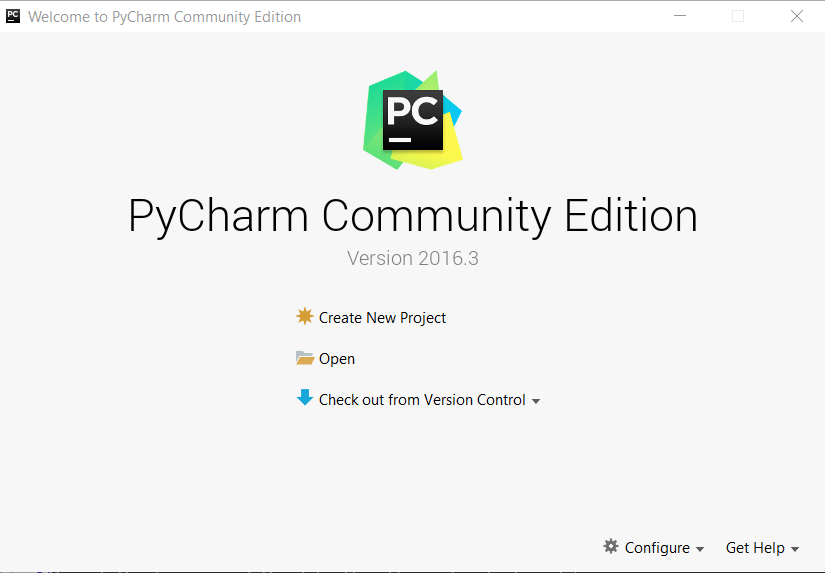 PC Welcome to PyCharm Community Edition
PC
PyCharm Community Edition
Version 2016.3
Create New Project
Open
Check out from Version Control
Configure Get Help